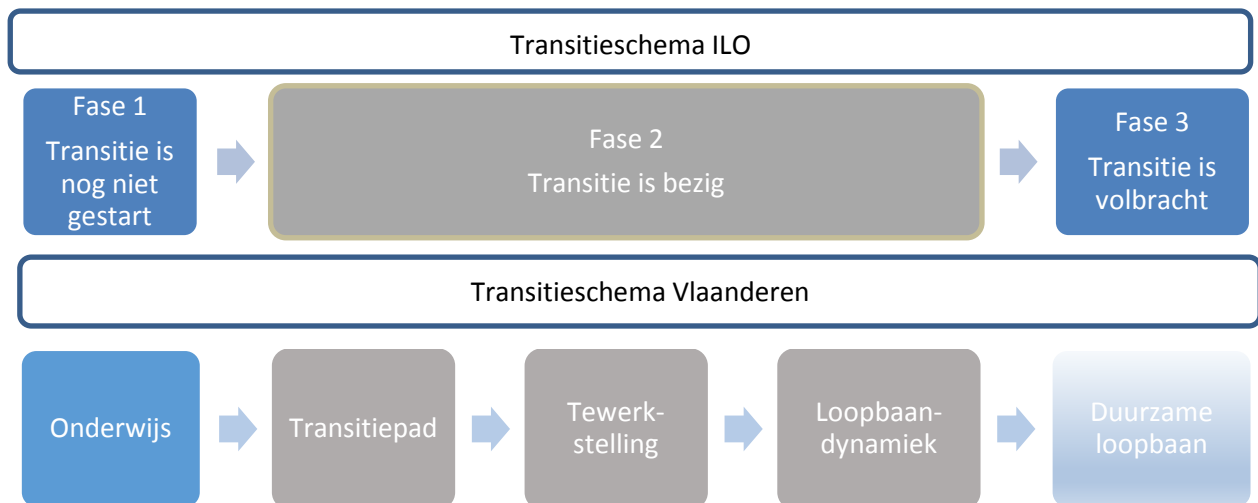 Transitieschema ILO
Fase 1
Transitie is
nog niet
gestart
Fase 2
Transitie is bezig
Fase 3
Transitie is
volbracht
Transitieschema Vlaanderen
Onderwijs
Transitiepad
Tewerk-
stelling
Loopbaan-
dynamiek
Duurzame
loopbaan